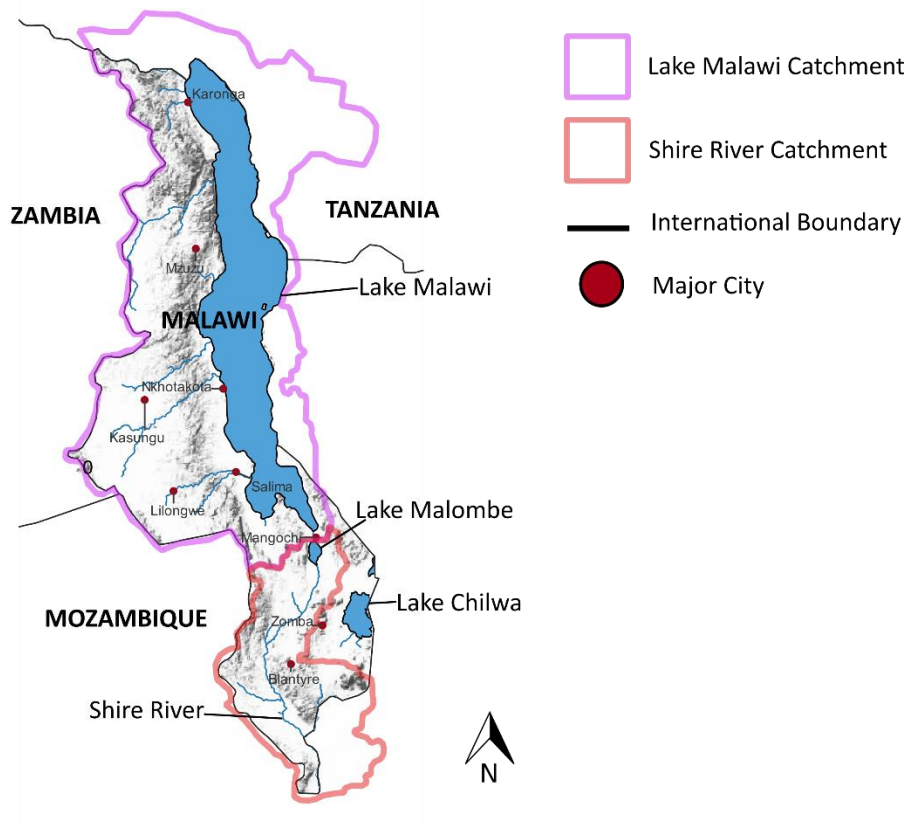 Karonga
ZAMBIA
TANZANIA
Mzuzu
Lake Malawi
MALAWI
Nkhotakota
Kasungu
Salima
Lilongwe
Lake Malombe
Mangochi
Lake Chilwa
MOZAMBIQUE
Zomba
Blantyre
Shire River
N
Lake Malawi Catchment
Shire River Catchment
International Boundary
Major City